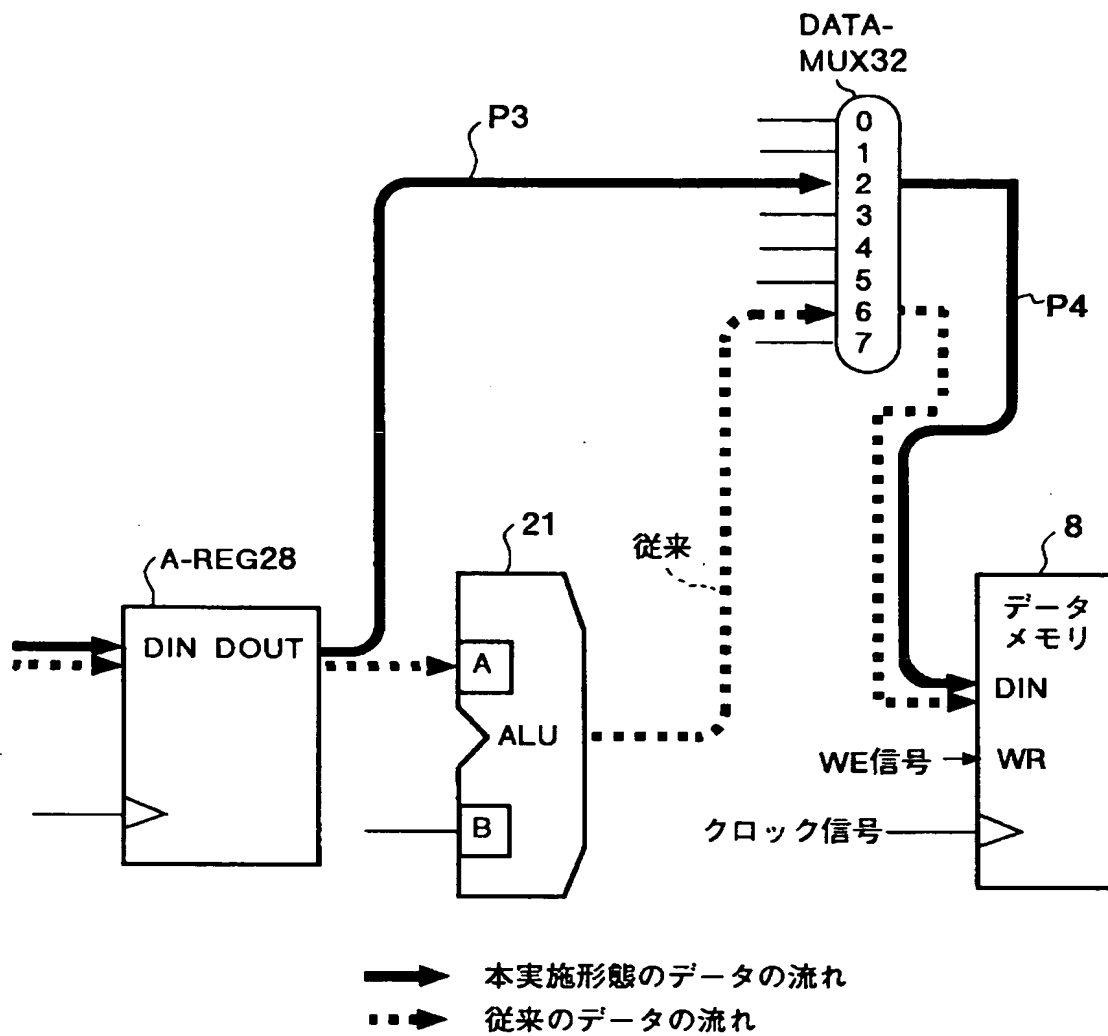 DATA-
MUX32
P3
0
1
2
3
4
5
6
7
P4
従来
21
8
A-REG28
DIN DOUT
A
ALU
B
データ
メモリ
DIN
WE信号
WR
クロック信号
本実施形態のデータの流れ
従来のデータの流れ